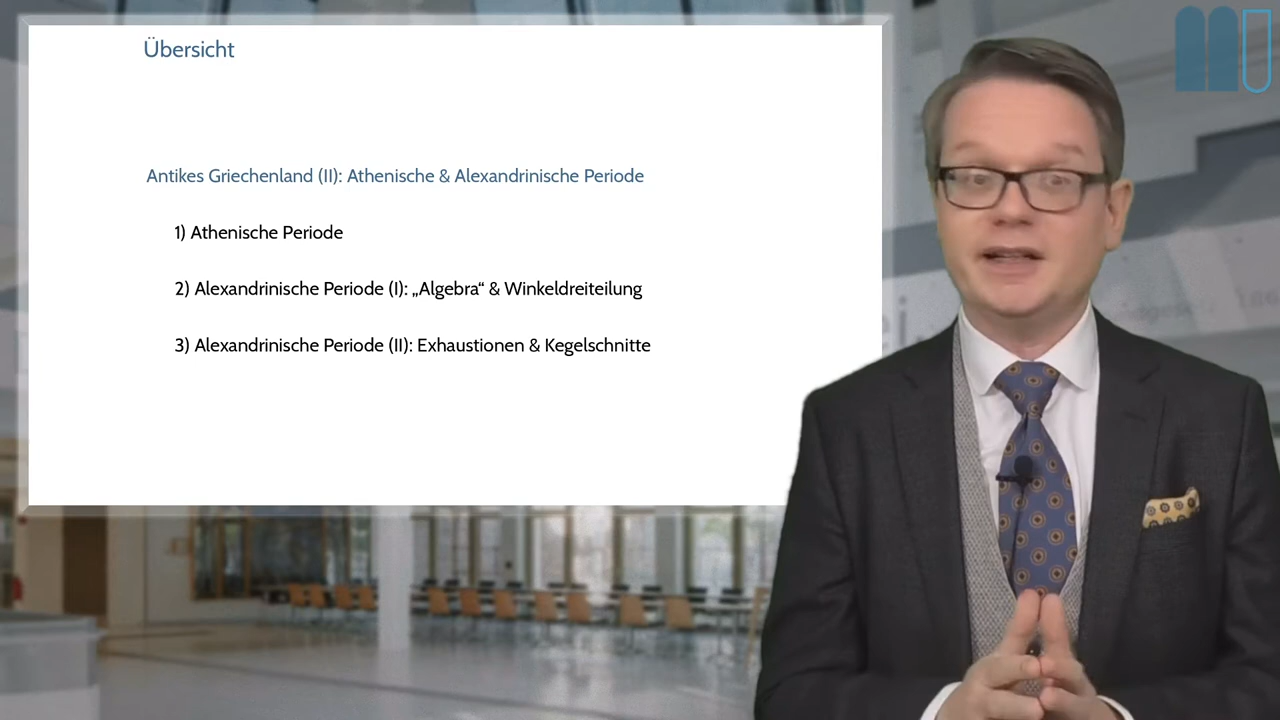 Übersicht
Antikes Griechenland (II): Athenische & Alexandrinische Periode
1) Athenische Periode
2) Alexandrinische Periode (I): „Algebra“ & Winkeldreiteilung
3) Alexandrinische Periode (II): Exhaustionen & Kegelschnitte